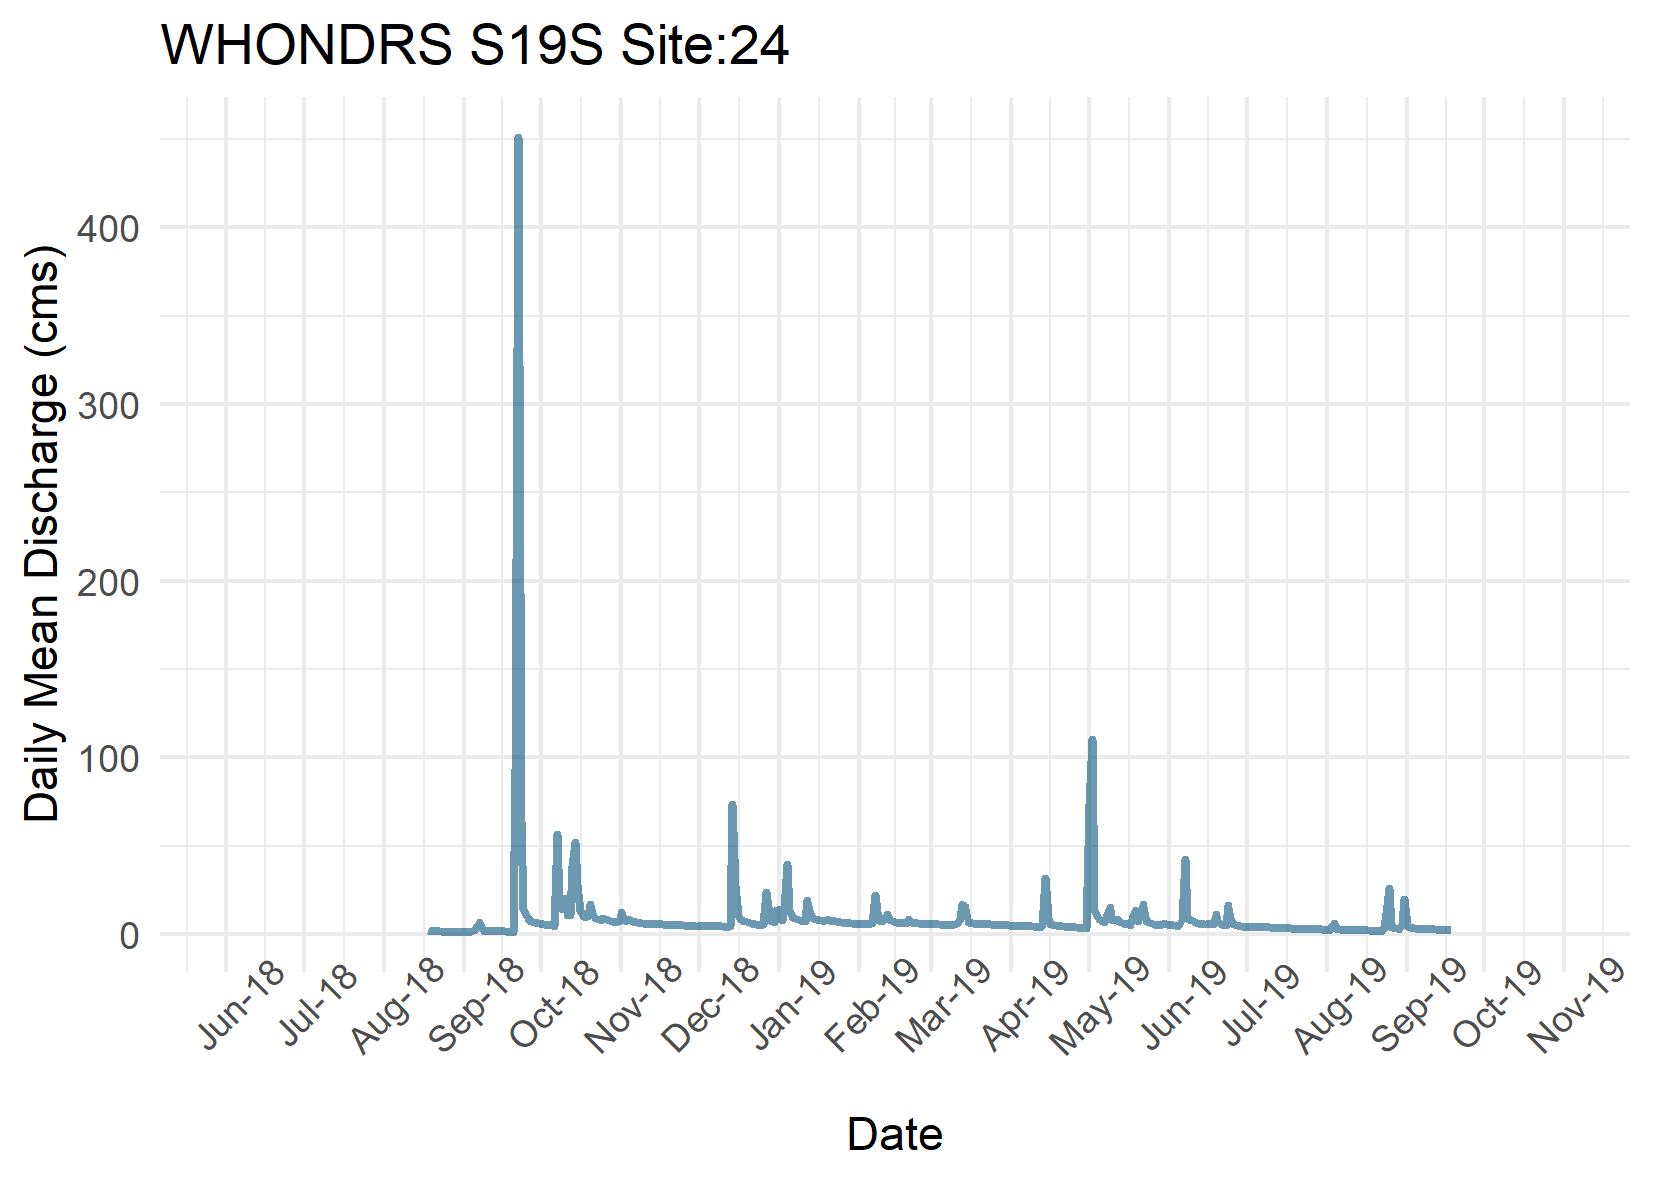 WHONDRS S19S Site:24
Daily Mean Discharge (cms)
400
300
200
100
0
Jun-18
Jul-18
Aug-18
Sep-18
Oct-18
Nov-18
Dec-18
Jan-19
Feb-19
Mar-19
Apr-19
May-19
Jun-19
Jul-19
Aug-19
Sep-19
Oct-19
Nov-19
Date